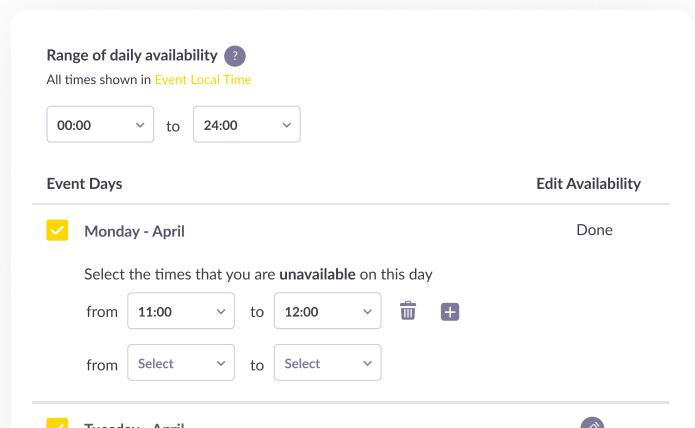 Range of daily availability ?
All times shown in Event Local Time
00:00 to 24:00
Event Days Edit Availability
Monday - April Done
Select the times that you are unavailable on this day
from 11:00 to 12:00
from Select to Select
Tuesday - April